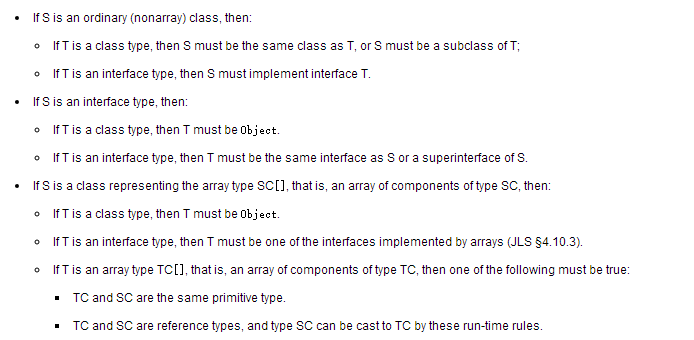 If S is an ordinary (nonarray) class, then:
If T is a class type, then S must be the same class as T, or S must be a subclass of T;
If T is an interface type, then S must implement interface T.
If S is an interface type, then:
If T is a class type, then T must be Object.
If T is an interface type, then T must be the same interface as S or a superinterface of S.
If S is a class representing the array type SC[], that is, an array of components of type SC, then:
If T is a class type, then T must be Object.
If T is an interface type, then T must be one of the interfaces implemented by arrays (JLS §4.10.3).
If T is an array type TC[], that is, an array of components of type TC, then one of the following must be true:
TC and SC are the same primitive type.
TC and SC are reference types, and type SC can be cast to TC by these run-time rules.